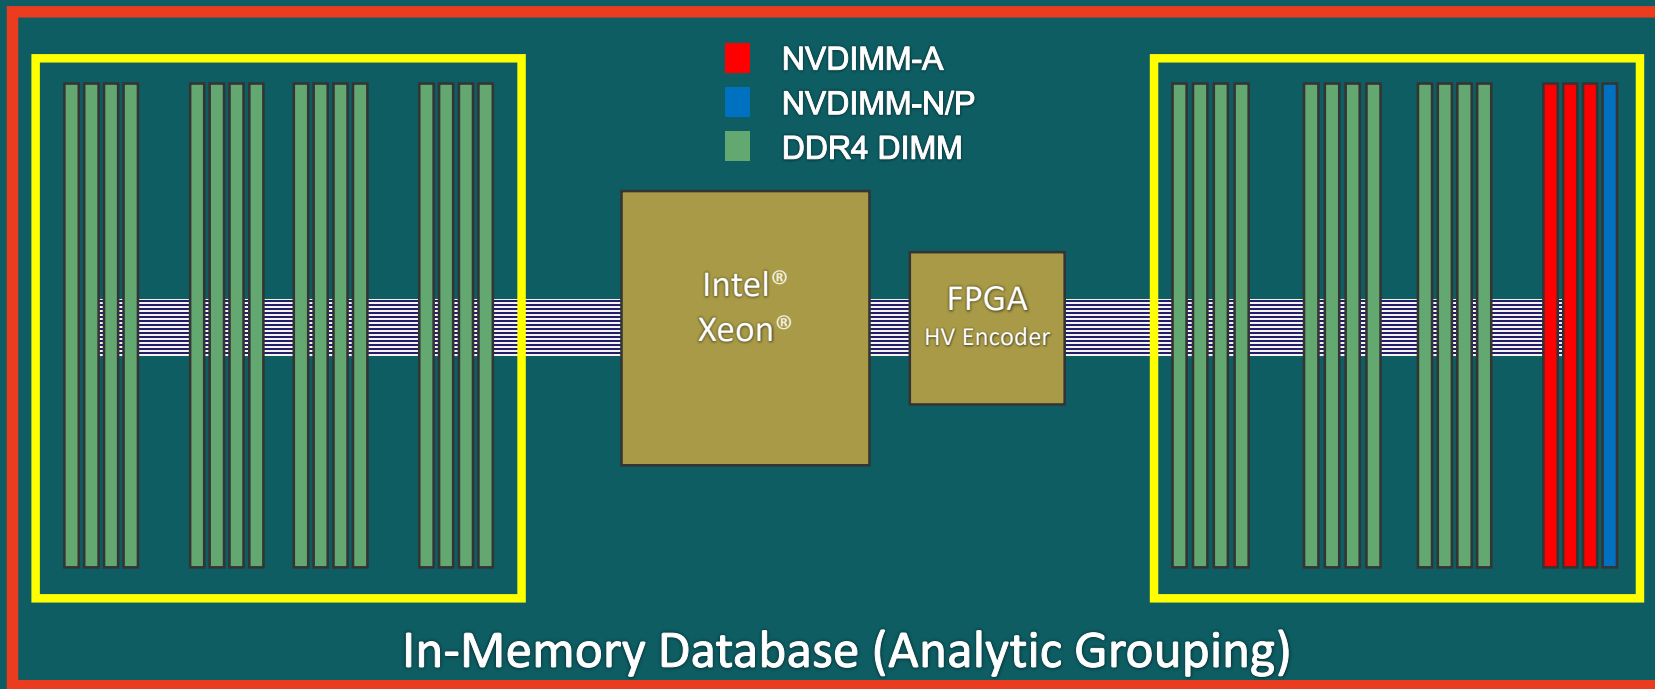 NVDIMM-A
NVDIMM-N/P
DDR4 DIMM
Intel®
Xeon®
FPGA
HV Encoder
In-Memory Database (Analytic Grouping)